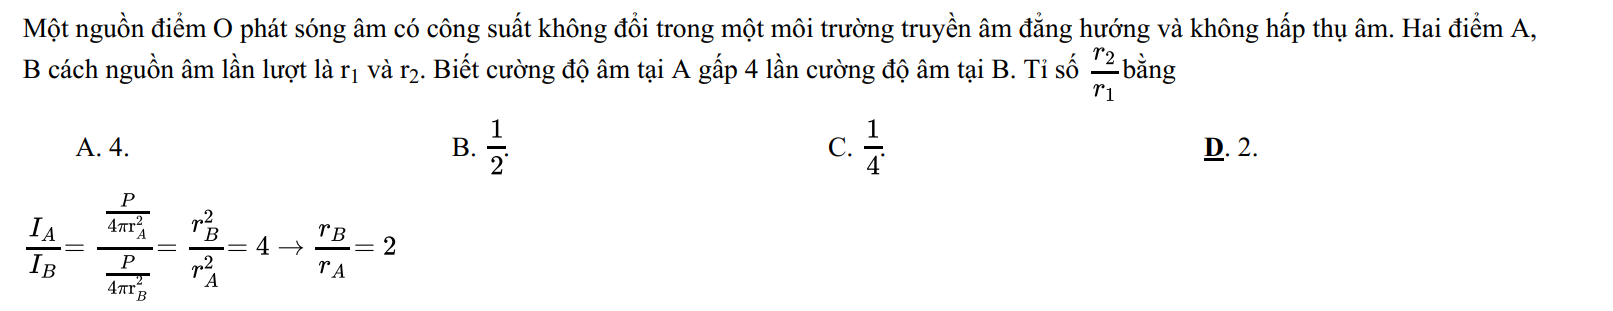 Một nguồn điểm O phát sóng âm có công suất không đổi trong một môi trường truyền âm đẳng hướng và không hấp thụ âm. Hai điểm A,
B cách nguồn âm lần lượt là r₁ và r₂. Biết cường độ âm tại A gấp 4 lần cường độ âm tại B. Tỉ số $\frac{r_2}{r_1}$ bằng
A. 4. B. $\frac{1}{2}$. C. $\frac{1}{4}$. D. 2.
$\frac{I_A}{I_B} = \frac{\frac{P}{4\pi r_A^2}}{\frac{P}{4\pi r_B^2}} = \frac{r_B^2}{r_A^2} = 4 \rightarrow \frac{r_B}{r_A} = 2$